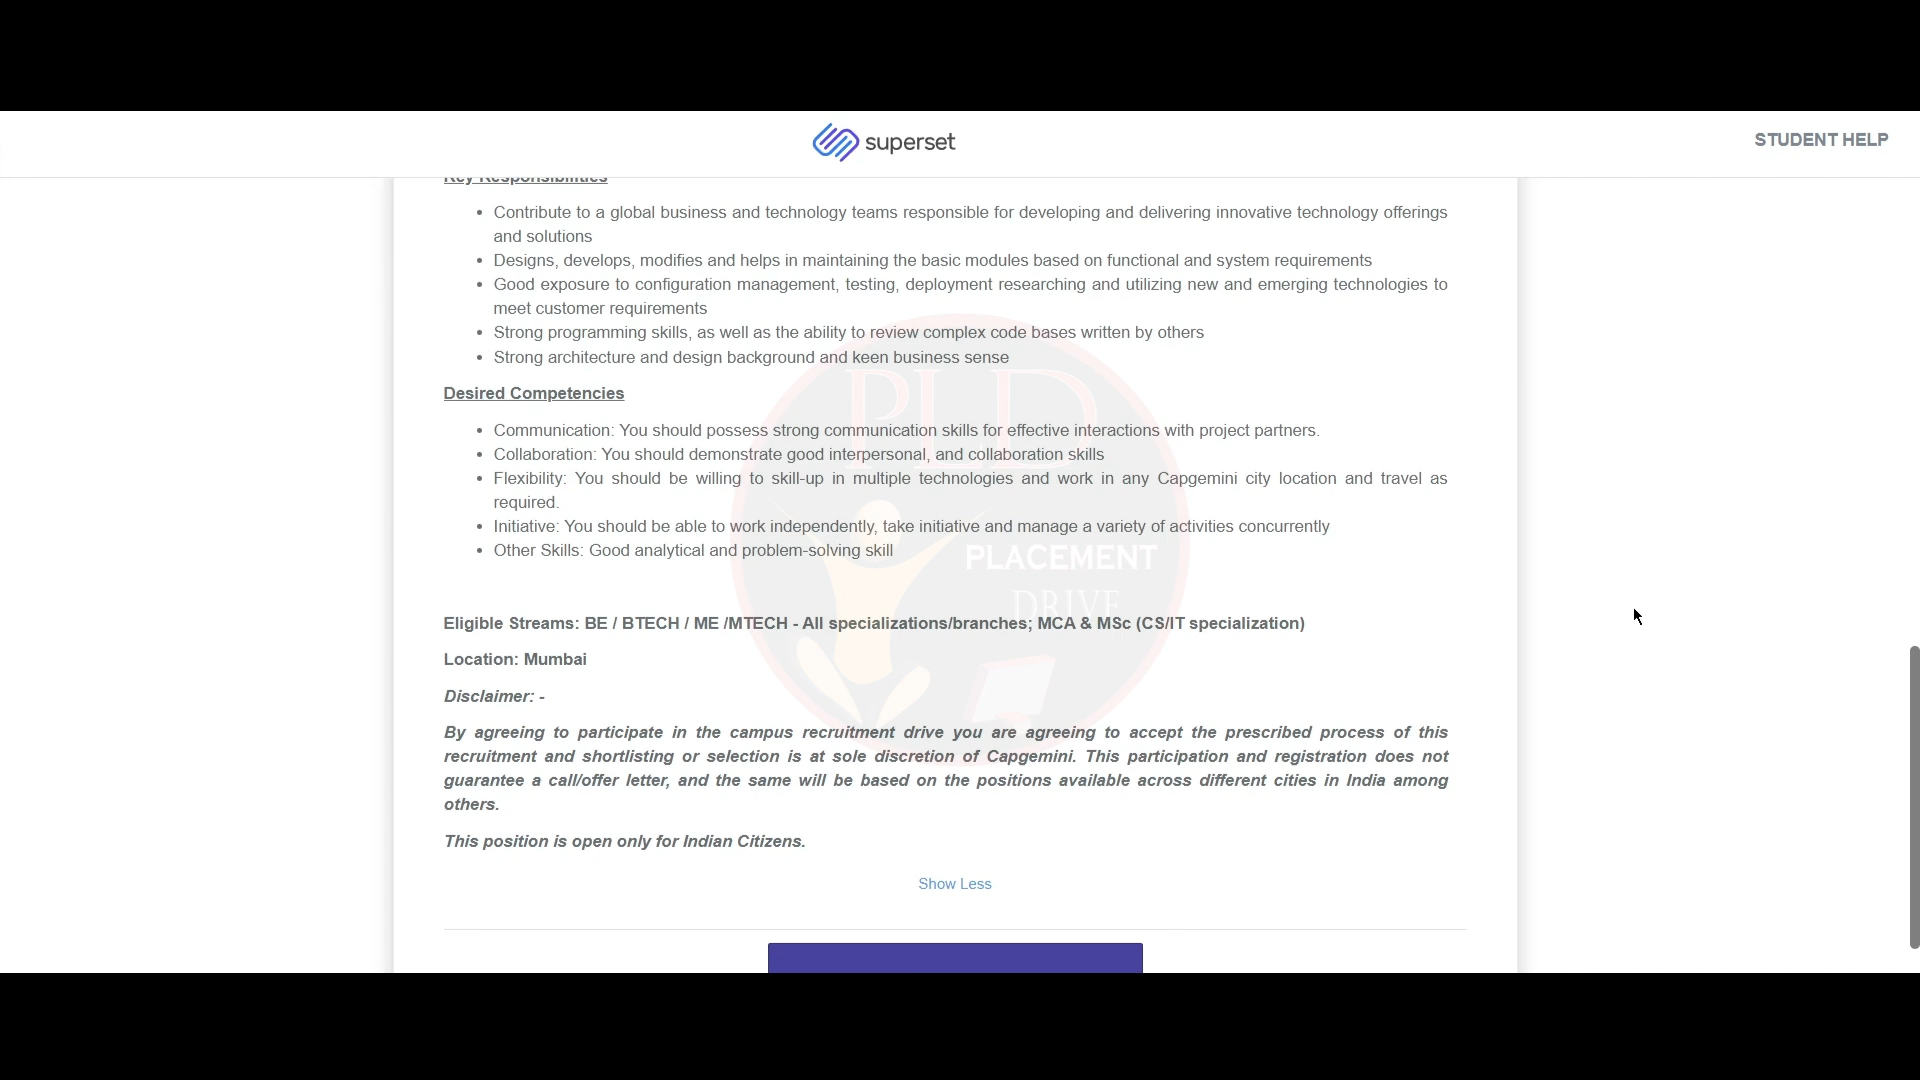 superset
STUDENT HELP
Key Responsibilities
• Contribute to a global business and technology teams responsible for developing and delivering innovative technology offerings
and solutions
• Designs, develops, modifies and helps in maintaining the basic modules based on functional and system requirements
• Good exposure to configuration management, testing, deployment researching and utilizing new and emerging technologies to
meet customer requirements
• Strong programming skills, as well as the ability to review complex code bases written by others
• Strong architecture and design background and keen business sense
PLD
Desired Competencies
• Communication: You should possess strong communication skills for effective interactions with project partners.
• Collaboration: You should demonstrate good interpersonal, and collaboration skills
• Flexibility: You should be willing to skill-up in multiple technologies and work in any Capgemini city location and travel as
required.
• Initiative: You should be able to work independently, take initiative and manage a variety of activities concurrently
• Other Skills: Good analytical and problem-solving skill
PLACEMENT
DRIVE
Eligible Streams: BE / BTECH / ME /MTECH - All specializations/branches; MCA & MSc (CS/IT specialization)
Location: Mumbai
Disclaimer: -
By agreeing to participate in the campus recruitment drive you are agreeing to accept the prescribed process of this
recruitment and shortlisting or selection is at sole discretion of Capgemini. This participation and registration does not
guarantee a call/offer letter, and the same will be based on the positions available across different cities in India among
others.
This position is open only for Indian Citizens.
Show Less